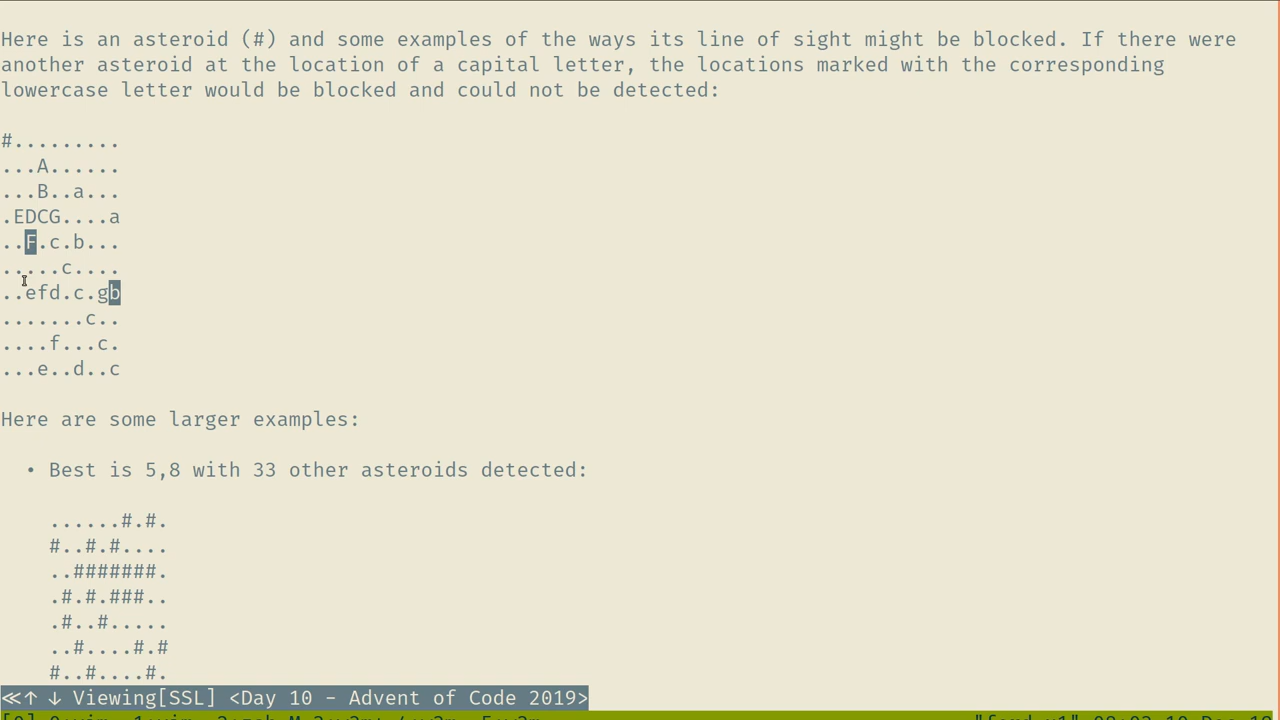 Here is an asteroid (#) and some examples of the ways its line of sight might be blocked. If there were
another asteroid at the location of a capital letter, the locations marked with the corresponding
lowercase letter would be blocked and could not be detected:
#.........
...A......
...B..a...
.EDCG....a
..F.c.b...
.....c....
..efd.c.gb
.......c..
....f...c.
...e..d..c
Here are some larger examples:
• Best is 5,8 with 33 other asteroids detected:
......#.#.
#..#.#....
..#######.
.#.#.###..
.#..#.....
..#....#.#
#..#....#.
≪↑ ↓ Viewing[SSL] <Day 10 - Advent of Code 2019>